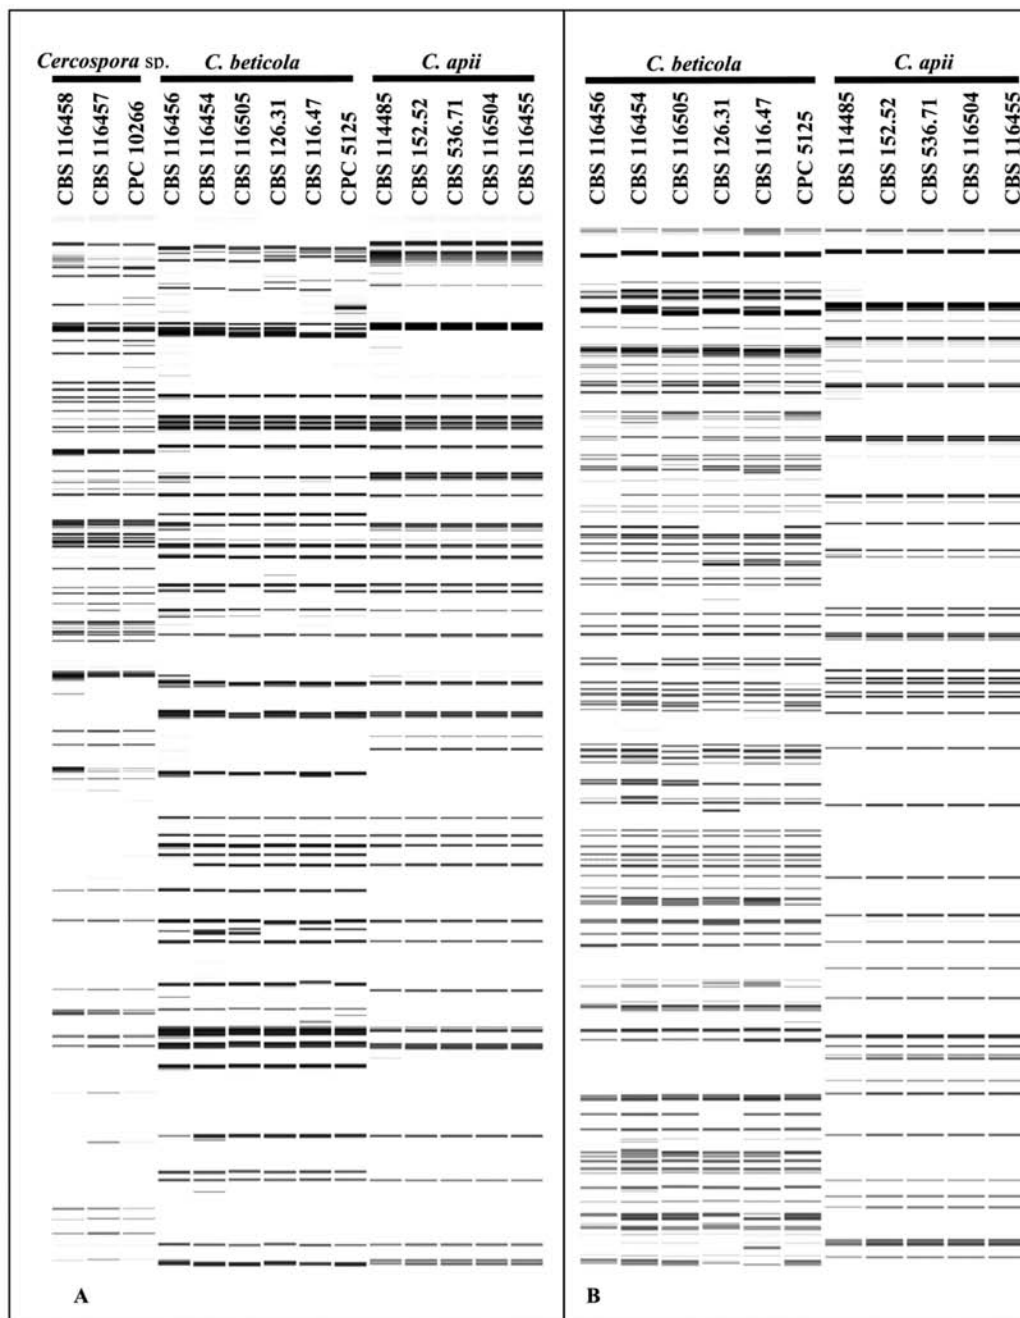 Cercospora sp.
C. beticola
C. apii
CBS 116458
CBS 116457
CPC 10266
CBS 116456
CBS 116454
CBS 116505
CBS 126.31
CBS 116.47
CPC 5125
CBS 114485
CBS 152.52
CBS 536.71
CBS 116504
CBS 116455
A
C. beticola
C. apii
CBS 116456
CBS 116454
CBS 116505
CBS 126.31
CBS 116.47
CPC 5125
CBS 114485
CBS 152.52
CBS 536.71
CBS 116504
CBS 116455
B